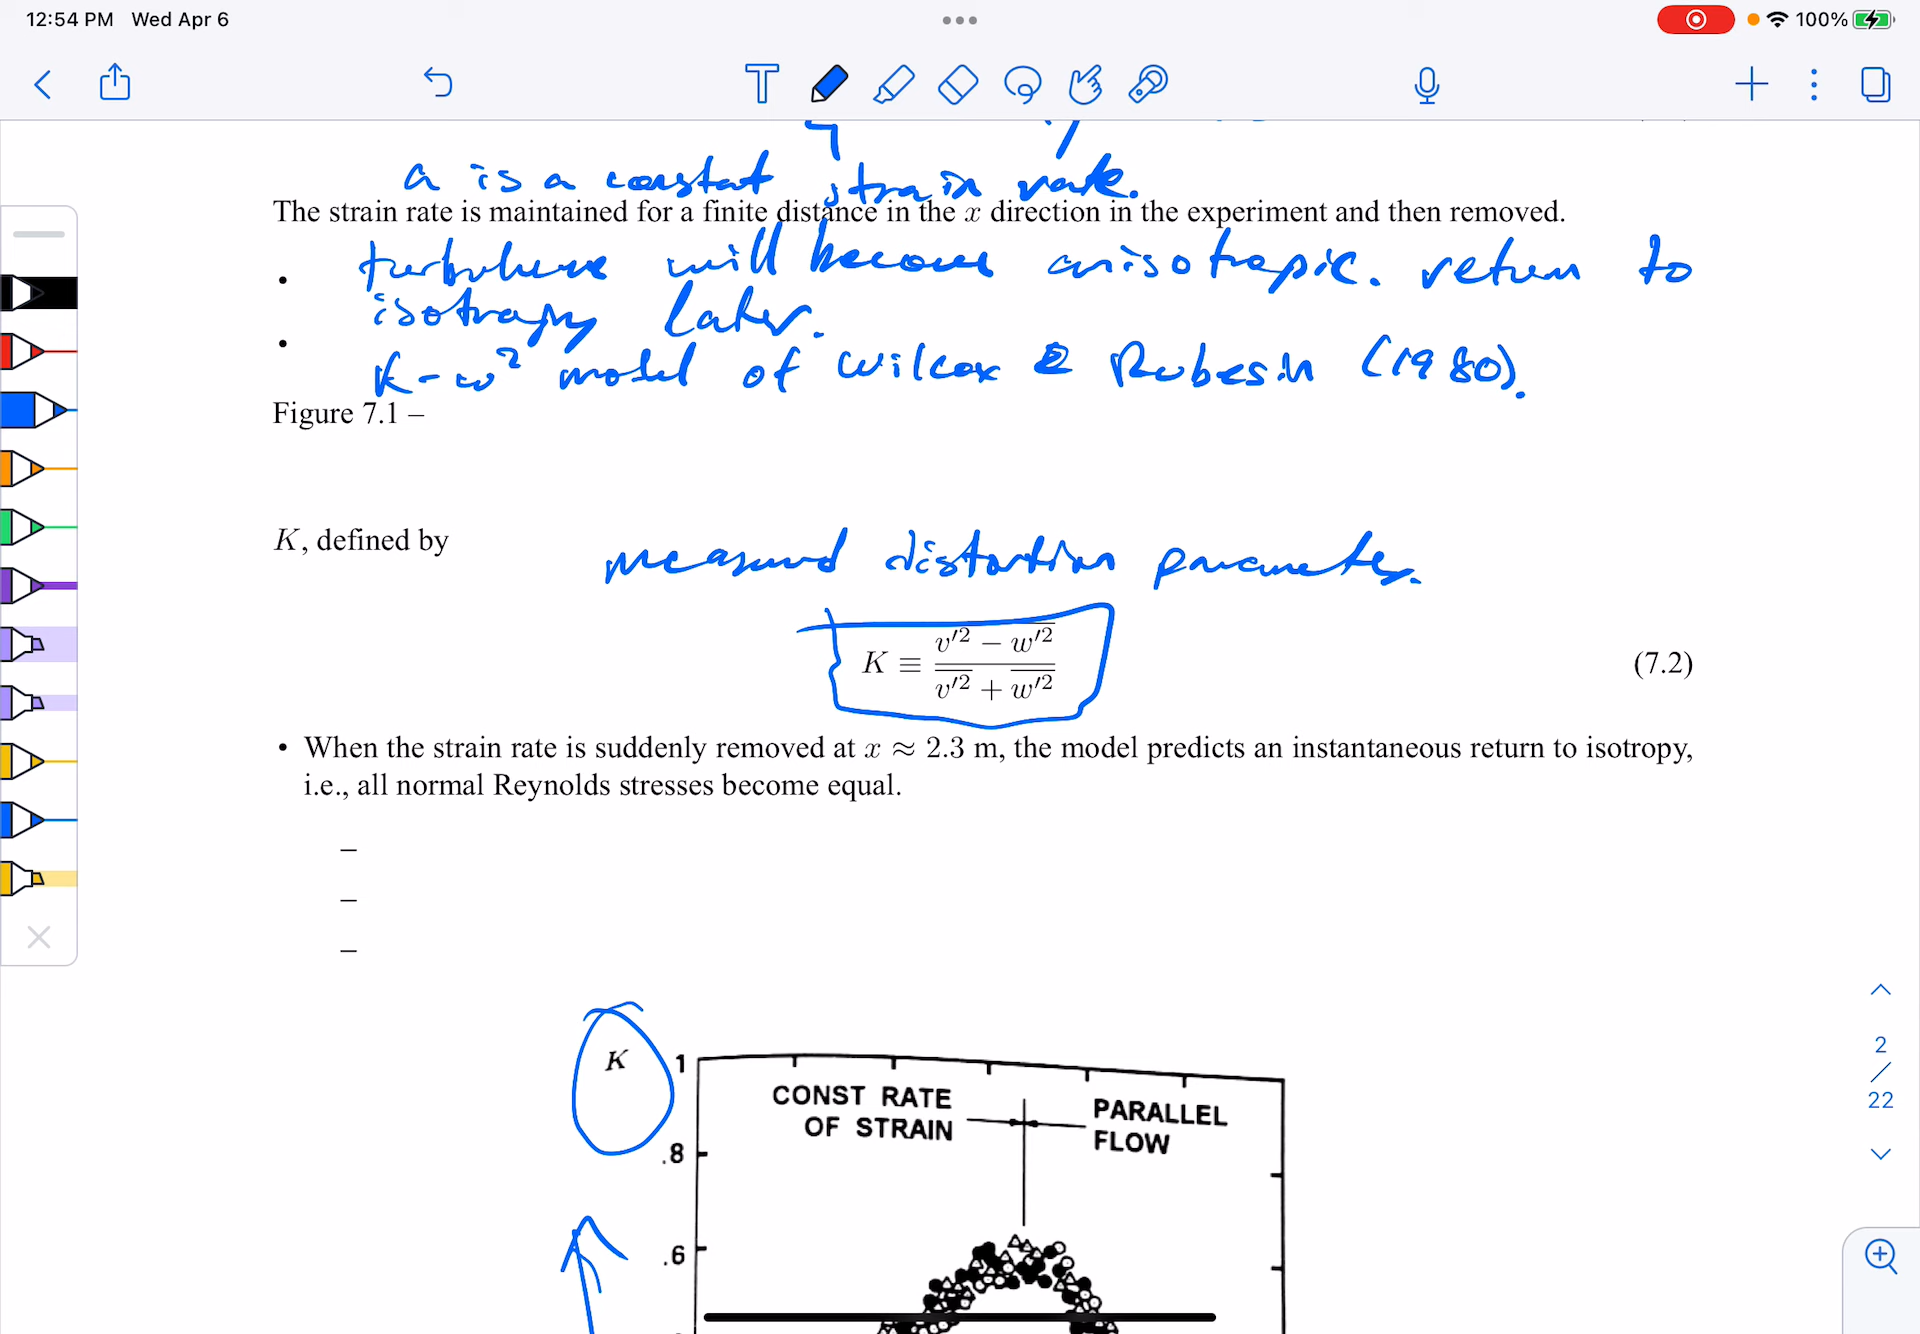 12:54 PM Wed Apr 6
100%
a is a constat strain rate.
The strain rate is maintained for a finite distance in the x direction in the experiment and then removed.
• turbulence will become anisotropic. return to
isotropy later.
• K-ω² model of Wilcox & Rubesin (1980).
Figure 7.1 –
K, defined by
measured distortion parameter.
K ≡ (v′² − w′²) / (v′² + w′²) (7.2)
• When the strain rate is suddenly removed at x ≈ 2.3 m, the model predicts an instantaneous return to isotropy,
i.e., all normal Reynolds stresses become equal.
–
–
–
K
1
CONST RATE
OF STRAIN
PARALLEL
FLOW
.8
.6
2
/
22